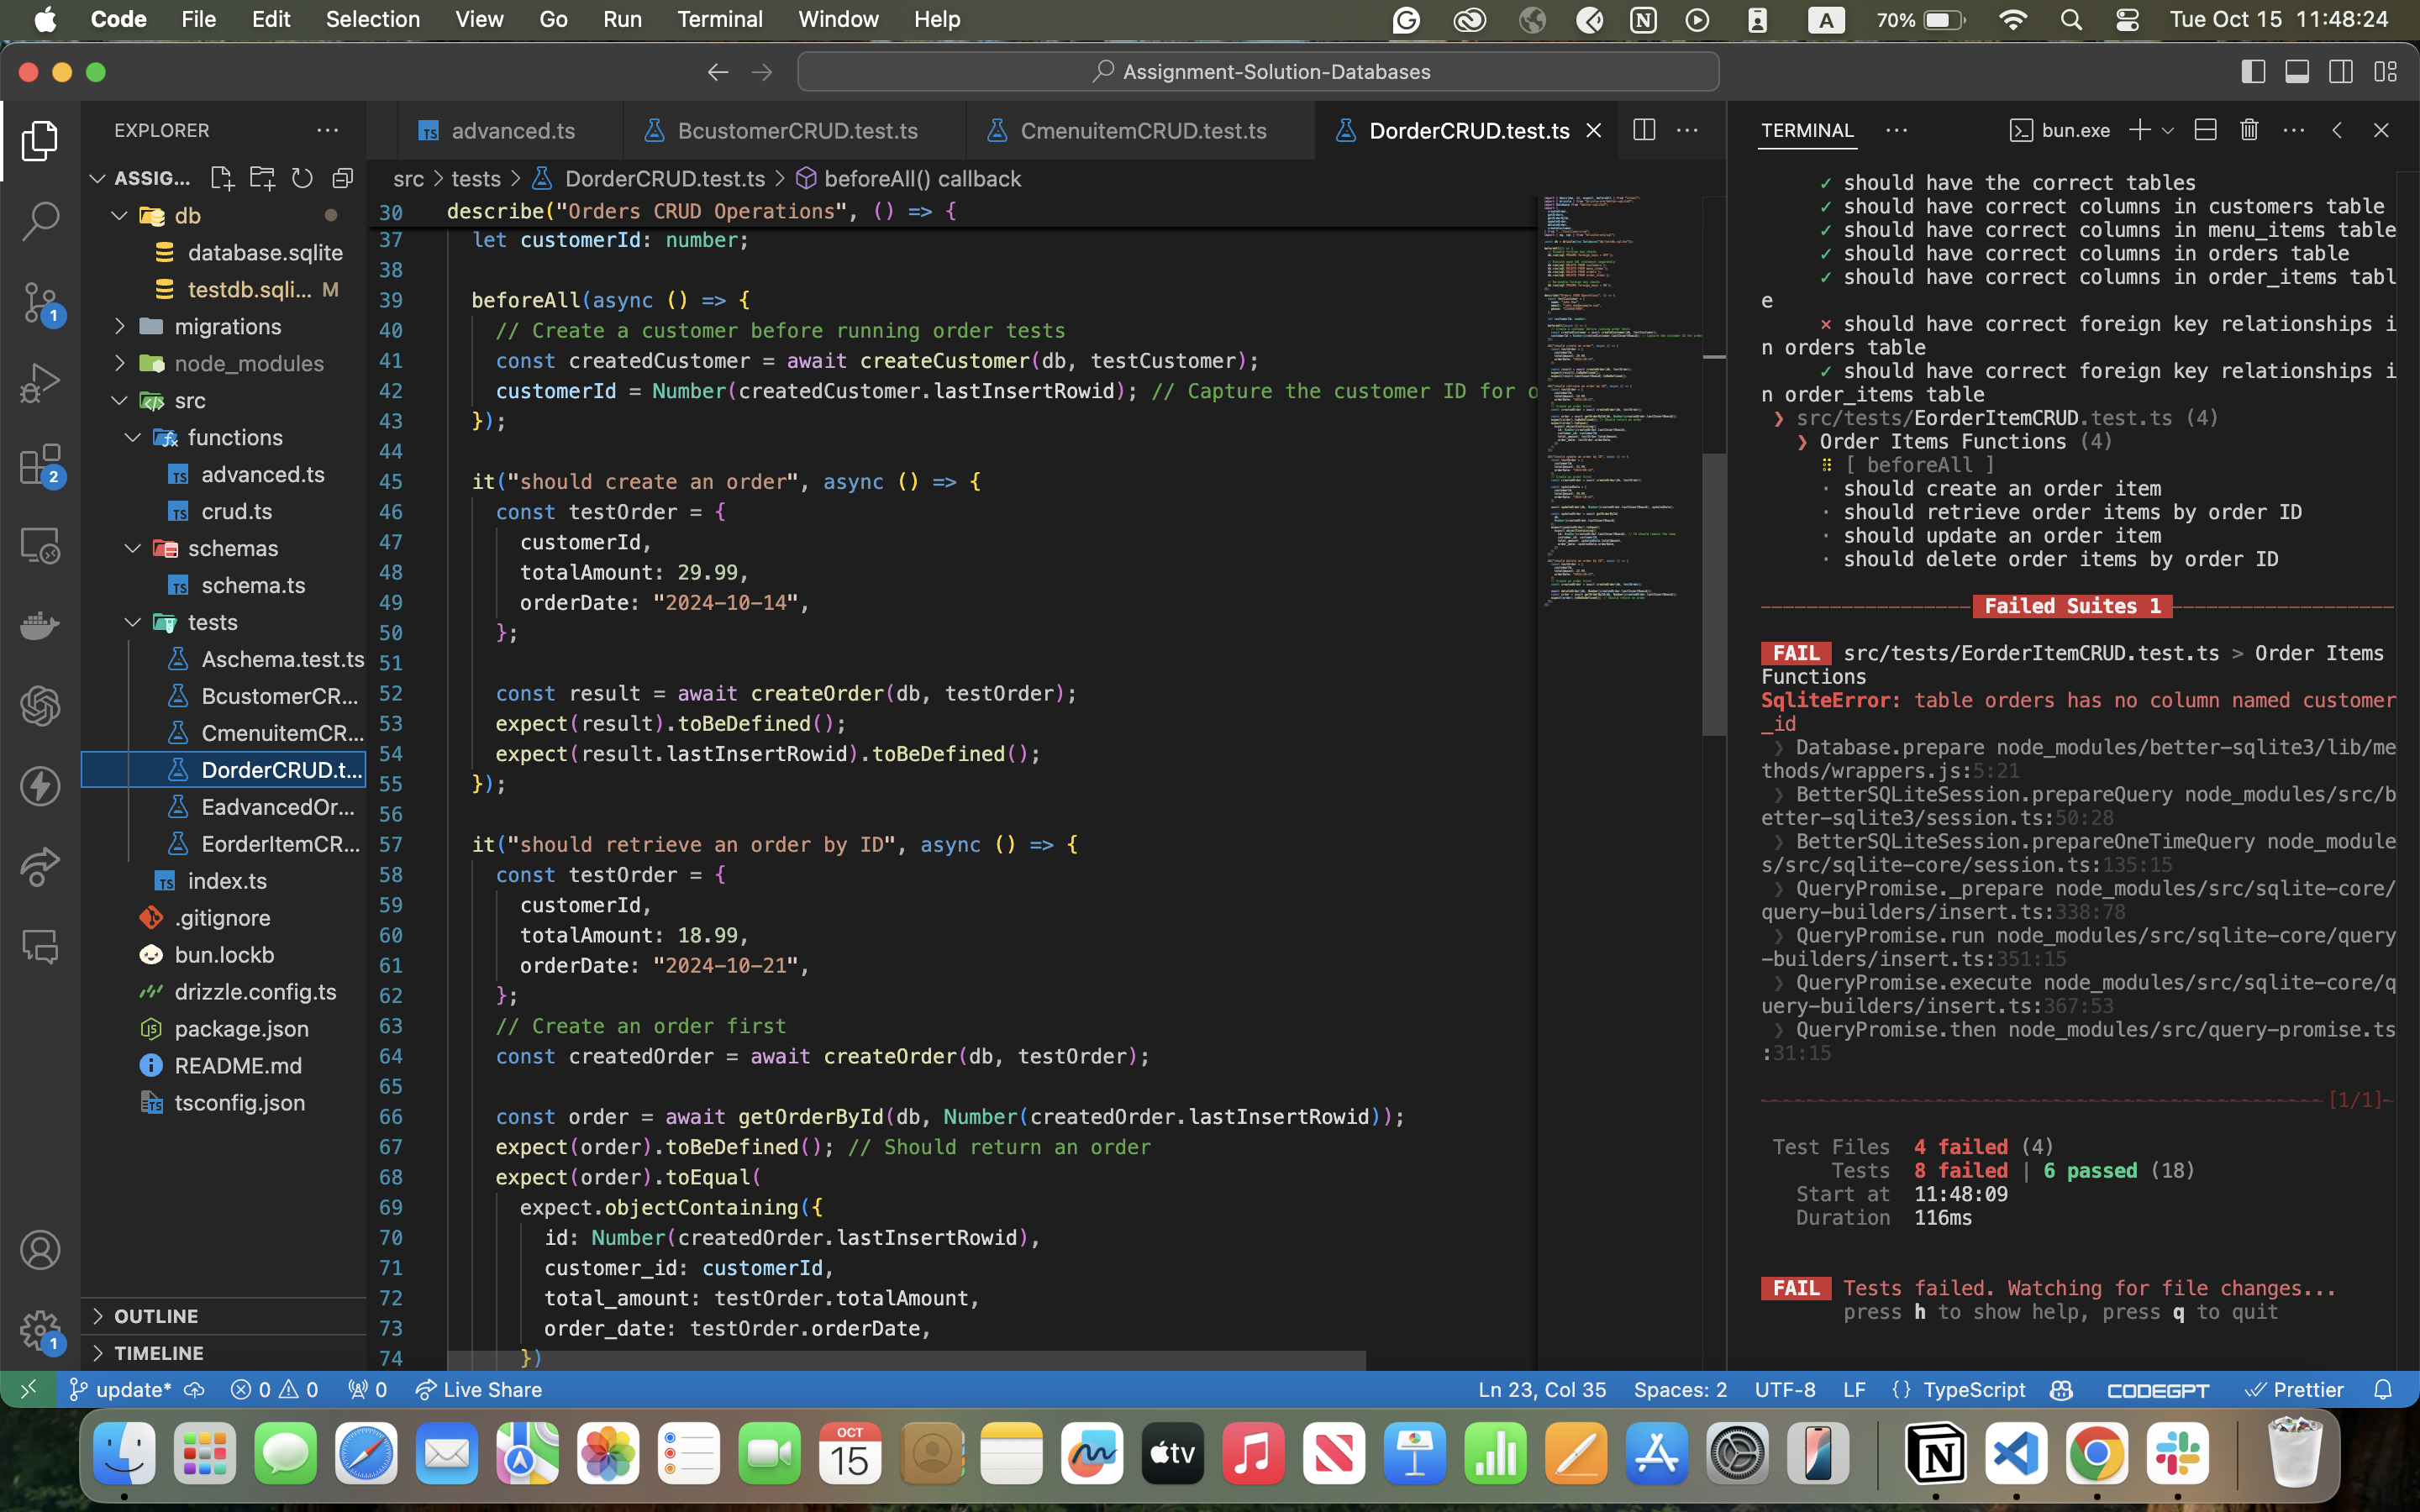 Code File Edit Selection View Go Run Terminal Window Help
A 70% Tue Oct 15 11:48:24
Assignment-Solution-Databases
EXPLORER
ASSIG...
db
database.sqlite
testdb.sqli... M
migrations
node_modules
src
functions
advanced.ts
crud.ts
schemas
schema.ts
tests
Aschema.test.ts
BcustomerCR...
CmenuitemCR...
DorderCRUD.t...
EadvancedOr...
EorderItemCR...
index.ts
.gitignore
bun.lockb
drizzle.config.ts
package.json
README.md
tsconfig.json
OUTLINE
TIMELINE
1
2
1
advanced.ts BcustomerCRUD.test.ts CmenuitemCRUD.test.ts DorderCRUD.test.ts
src > tests > DorderCRUD.test.ts > beforeAll() callback
30 describe("Orders CRUD Operations", () => {
37 let customerId: number;
38
39 beforeAll(async () => {
40 // Create a customer before running order tests
41 const createdCustomer = await createCustomer(db, testCustomer);
42 customerId = Number(createdCustomer.lastInsertRowid); // Capture the customer ID for o
43 });
44
45 it("should create an order", async () => {
46 const testOrder = {
47 customerId,
48 totalAmount: 29.99,
49 orderDate: "2024-10-14",
50 };
51
52 const result = await createOrder(db, testOrder);
53 expect(result).toBeDefined();
54 expect(result.lastInsertRowid).toBeDefined();
55 });
56
57 it("should retrieve an order by ID", async () => {
58 const testOrder = {
59 customerId,
60 totalAmount: 18.99,
61 orderDate: "2024-10-21",
62 };
63 // Create an order first
64 const createdOrder = await createOrder(db, testOrder);
65
66 const order = await getOrderById(db, Number(createdOrder.lastInsertRowid));
67 expect(order).toBeDefined(); // Should return an order
68 expect(order).toEqual(
69 expect.objectContaining({
70 id: Number(createdOrder.lastInsertRowid),
71 customer_id: customerId,
72 total_amount: testOrder.totalAmount,
73 order_date: testOrder.orderDate,
74 })
TERMINAL bun.exe
✓ should have the correct tables
✓ should have correct columns in customers table
✓ should have correct columns in menu_items table
✓ should have correct columns in orders table
✓ should have correct columns in order_items tabl
e
× should have correct foreign key relationships i
n orders table
✓ should have correct foreign key relationships i
n order_items table
❯ src/tests/EorderItemCRUD.test.ts (4)
❯ Order Items Functions (4)
⠿ [ beforeAll ]
· should create an order item
· should retrieve order items by order ID
· should update an order item
· should delete order items by order ID
Failed Suites 1
FAIL src/tests/EorderItemCRUD.test.ts > Order Items
Functions
SqliteError: table orders has no column named customer
_id
❯ Database.prepare node_modules/better-sqlite3/lib/me
thods/wrappers.js:5:21
❯ BetterSQLiteSession.prepareQuery node_modules/src/b
etter-sqlite3/session.ts:50:28
❯ BetterSQLiteSession.prepareOneTimeQuery node_module
s/src/sqlite-core/session.ts:135:15
❯ QueryPromise._prepare node_modules/src/sqlite-core/
query-builders/insert.ts:338:78
❯ QueryPromise.run node_modules/src/sqlite-core/query
-builders/insert.ts:351:15
❯ QueryPromise.execute node_modules/src/sqlite-core/q
uery-builders/insert.ts:367:53
❯ QueryPromise.then node_modules/src/query-promise.ts
:31:15
[1/1]
Test Files 4 failed (4)
Tests 8 failed | 6 passed (18)
Start at 11:48:09
Duration 116ms
FAIL Tests failed. Watching for file changes...
press h to show help, press q to quit
update* 0 0 0 Live Share Ln 23, Col 35 Spaces: 2 UTF-8 LF {} TypeScript CODEGPT Prettier
OCT
15
tv